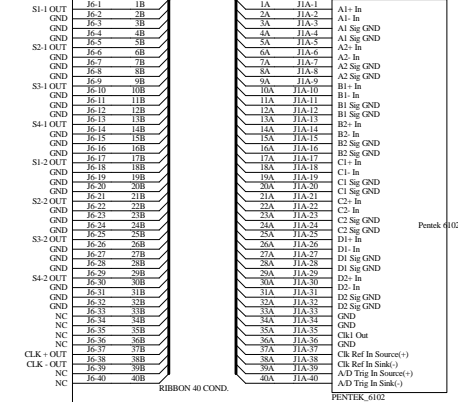 S1-1 OUT J6-1 1B 1A J1A-1 A1+ In
GND J6-2 2B 2A J1A-2 A1- In
GND J6-3 3B 3A J1A-3 A1 Sig GND
GND J6-4 4B 4A J1A-4 A1 Sig GND
S2-1 OUT J6-5 5B 5A J1A-5 A2+ In
GND J6-6 6B 6A J1A-6 A2- In
GND J6-7 7B 7A J1A-7 A2 Sig GND
GND J6-8 8B 8A J1A-8 A2 Sig GND
S3-1 OUT J6-9 9B 9A J1A-9 B1+ In
GND J6-10 10B 10A J1A-10 B1- In
GND J6-11 11B 11A J1A-11 B1 Sig GND
GND J6-12 12B 12A J1A-12 B1 Sig GND
S4-1 OUT J6-13 13B 13A J1A-13 B2+ In
GND J6-14 14B 14A J1A-14 B2- In
GND J6-15 15B 15A J1A-15 B2 Sig GND
GND J6-16 16B 16A J1A-16 B2 Sig GND
S1-2 OUT J6-17 17B 17A J1A-17 C1+ In
GND J6-18 18B 18A J1A-18 C1- In
GND J6-19 19B 19A J1A-19 C1 Sig GND
GND J6-20 20B 20A J1A-20 C1 Sig GND
S2-2 OUT J6-21 21B 21A J1A-21 C2+ In
GND J6-22 22B 22A J1A-22 C2- In
GND J6-23 23B 23A J1A-23 C2 Sig GND
GND J6-24 24B 24A J1A-24 C2 Sig GND Pentek 6102
S3-2 OUT J6-25 25B 25A J1A-25 D1+ In
GND J6-26 26B 26A J1A-26 D1- In
GND J6-27 27B 27A J1A-27 D1 Sig GND
GND J6-28 28B 28A J1A-28 D1 Sig GND
S4-2 OUT J6-29 29B 29A J1A-29 D2+ In
GND J6-30 30B 30A J1A-30 D2- In
GND J6-31 31B 31A J1A-31 D2 Sig GND
GND J6-32 32B 32A J1A-32 D2 Sig GND
NC J6-33 33B 33A J1A-33 GND
NC J6-34 34B 34A J1A-34 GND
NC J6-35 35B 35A J1A-35 Clk1 Out
NC J6-36 36B 36A J1A-36 GND
CLK + OUT J6-37 37B 37A J1A-37 Clk Ref In Source(+)
CLK - OUT J6-38 38B 38A J1A-38 Clk Ref In Sink(-)
NC J6-39 39B 39A J1A-39 A/D Trig In Source(+)
NC J6-40 40B 40A J1A-40 A/D Trig In Sink(-)
RIBBON 40 COND.
PENTEK_6102